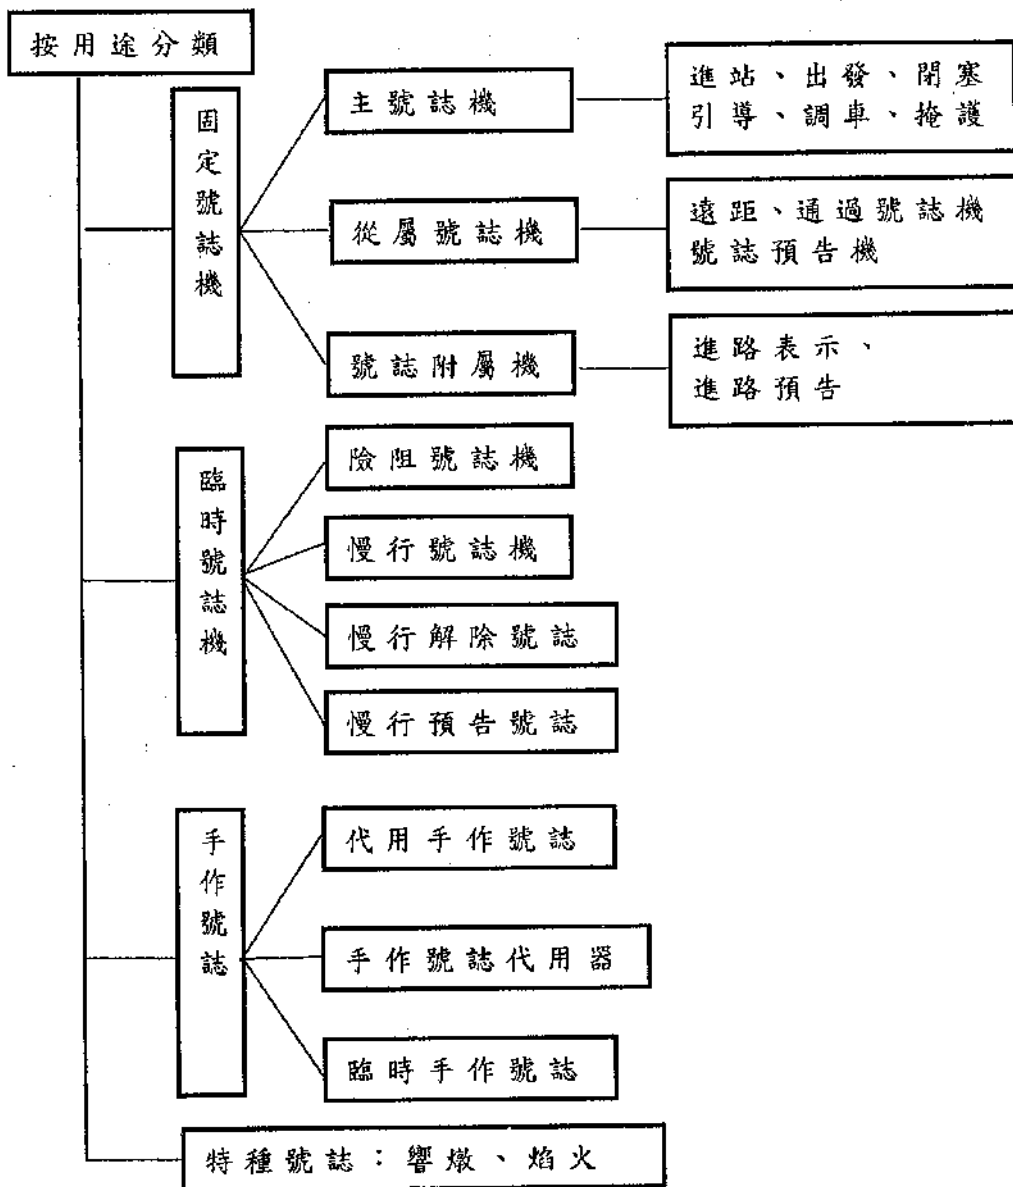 按用途分類
固定號誌機
主號誌機
進站、出發、閉塞
引導、調車、掩護
從屬號誌機
遠距、通過號誌機
號誌預告機
號誌附屬機
進路表示、
進路預告
臨時號誌機
險阻號誌機
慢行號誌機
慢行解除號誌
慢行預告號誌
手作號誌
代用手作號誌
手作號誌代用器
臨時手作號誌
特種號誌：響墩、焰火